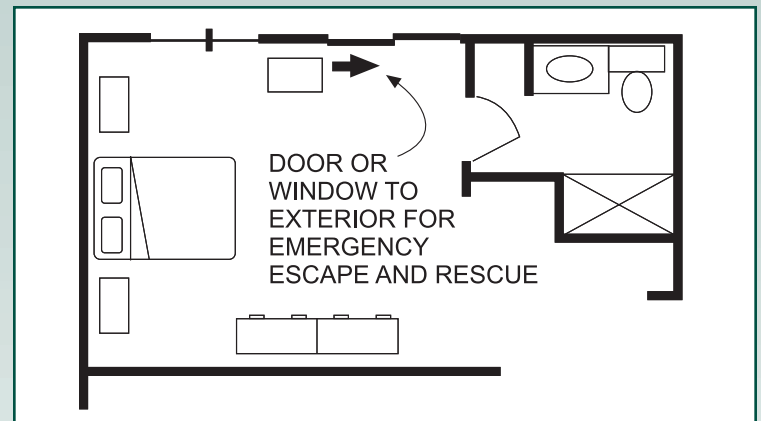 DOOR OR
WINDOW TO
EXTERIOR FOR
EMERGENCY
ESCAPE AND RESCUE